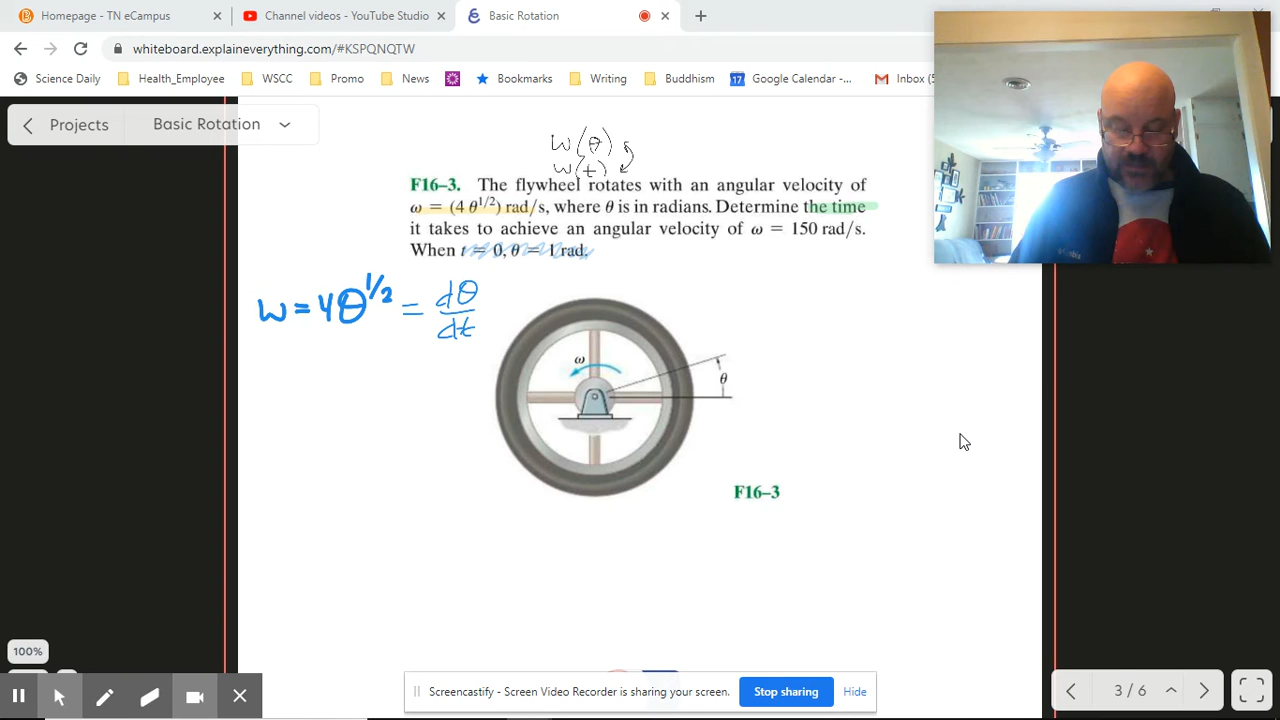 Homepage - TN eCampus
Channel videos - YouTube Studio
Basic Rotation
whiteboard.explaineverything.com/#KSPQNQTW
Science Daily
Health_Employee
WSCC
Promo
News
Bookmarks
Writing
Buddhism
17
Google Calendar -...
Inbox (5
Projects
Basic Rotation
w(θ)
w(t)
F16–3. The flywheel rotates with an angular velocity of
ω = (4 θ^1/2) rad/s, where θ is in radians. Determine the time
it takes to achieve an angular velocity of ω = 150 rad/s.
When t = 0, θ = 1 rad.
w = 4θ^1/2 = dθ/dt
ω
θ
F16–3
100%
Screencastify - Screen Video Recorder is sharing your screen.
Stop sharing
Hide
3 / 6